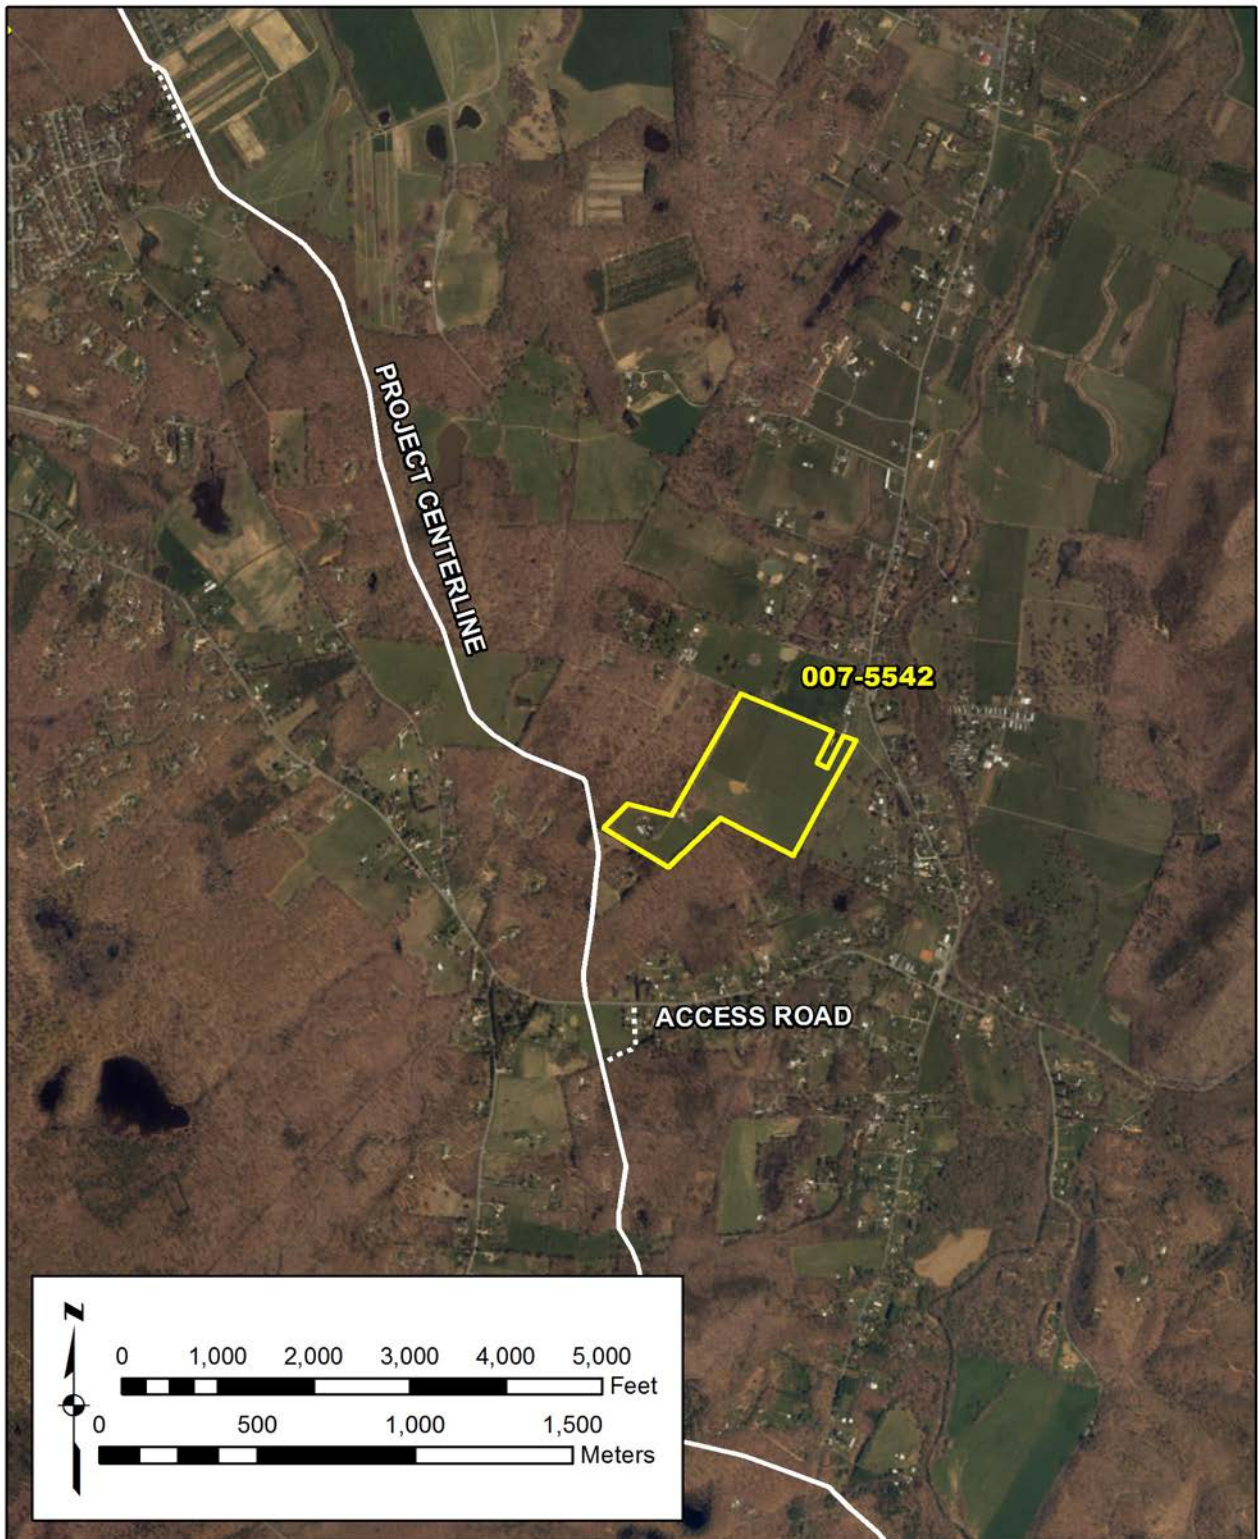 PROJECT CENTERLINE
007-5542
ACCESS ROAD
N
0 1,000 2,000 3,000 4,000 5,000
Feet
0 500 1,000 1,500
Meters